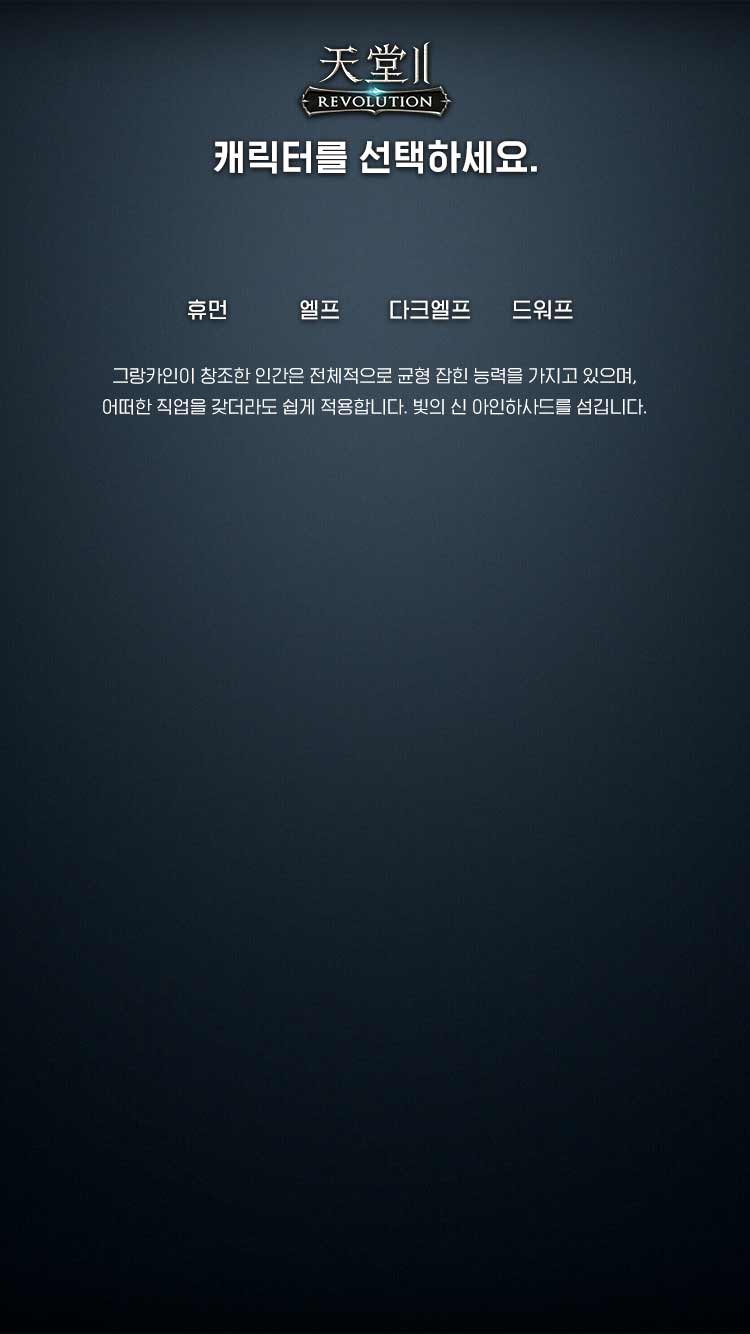 天堂II
REVOLUTION
캐릭터를 선택하세요.
휴먼 엘프 다크엘프 드워프
그랑카인이 창조한 인간은 전체적으로 균형 잡힌 능력을 가지고 있으며,
어떠한 직업을 갖더라도 쉽게 적용합니다. 빛의 신 아인하사드를 섬깁니다.